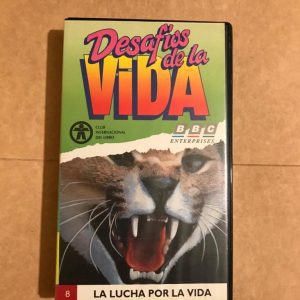 Desafíos
de la
ViDA
CLUB
INTERNACIONAL
DEL LIBRO
BBC
ENTERPRISES
8
LA LUCHA POR LA VIDA